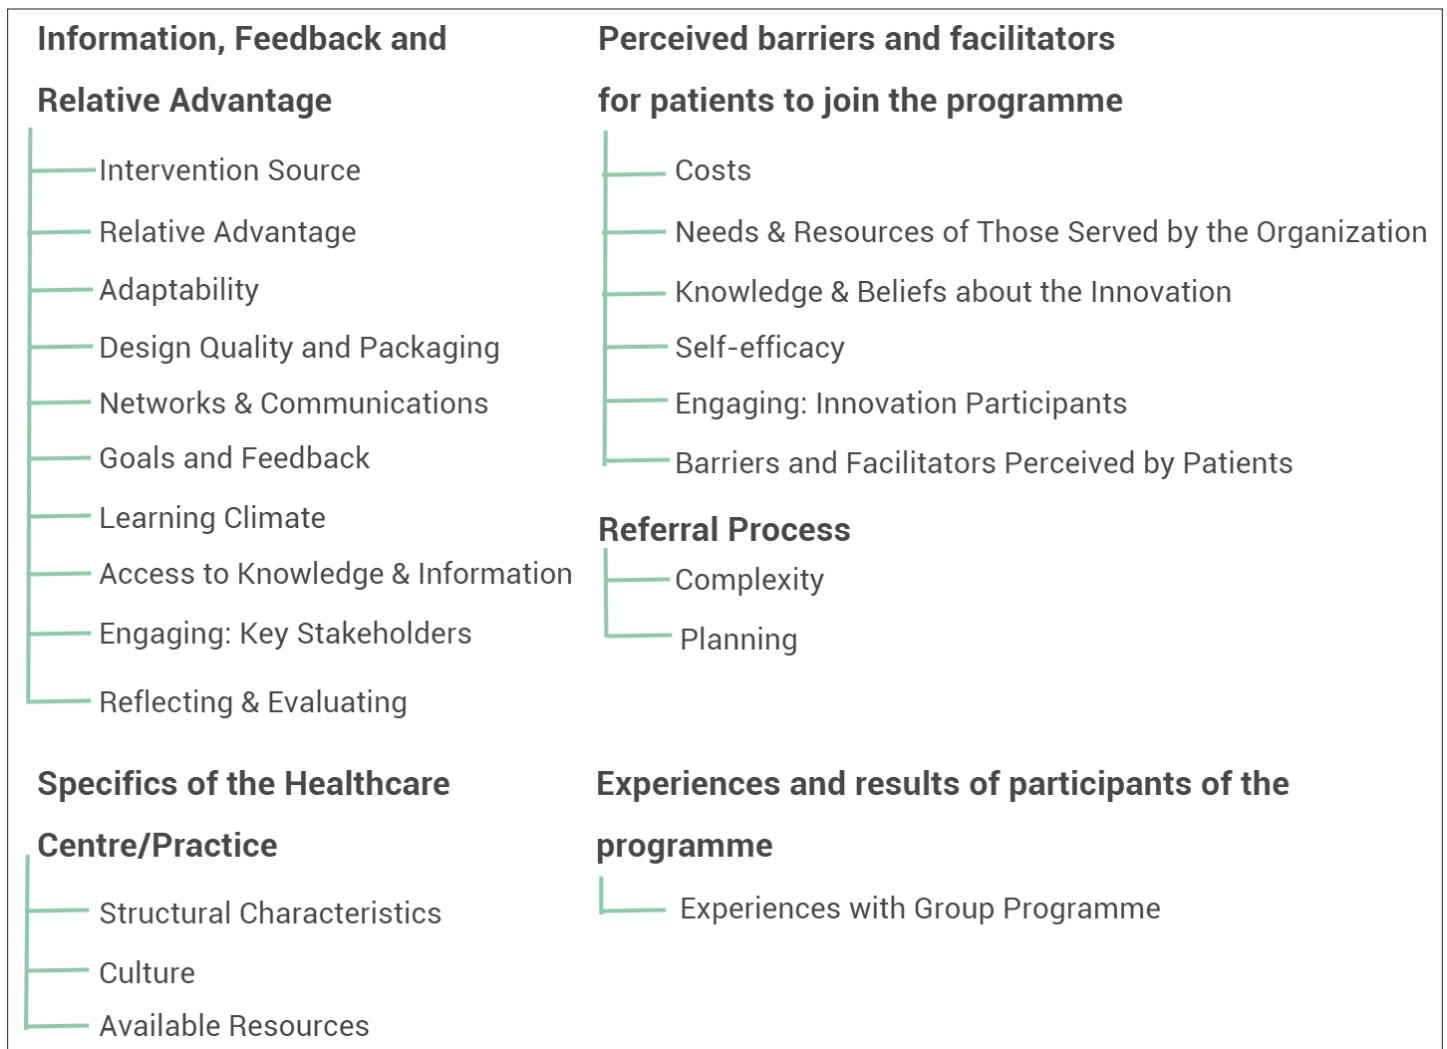 Information, Feedback and
Relative Advantage
Intervention Source
Relative Advantage
Adaptability
Design Quality and Packaging
Networks & Communications
Goals and Feedback
Learning Climate
Access to Knowledge & Information
Engaging: Key Stakeholders
Reflecting & Evaluating
Perceived barriers and facilitators
for patients to join the programme
Costs
Needs & Resources of Those Served by the Organization
Knowledge & Beliefs about the Innovation
Self-efficacy
Engaging: Innovation Participants
Barriers and Facilitators Perceived by Patients
Referral Process
Complexity
Planning
Specifics of the Healthcare
Centre/Practice
Structural Characteristics
Culture
Available Resources
Experiences and results of participants of the
programme
Experiences with Group Programme